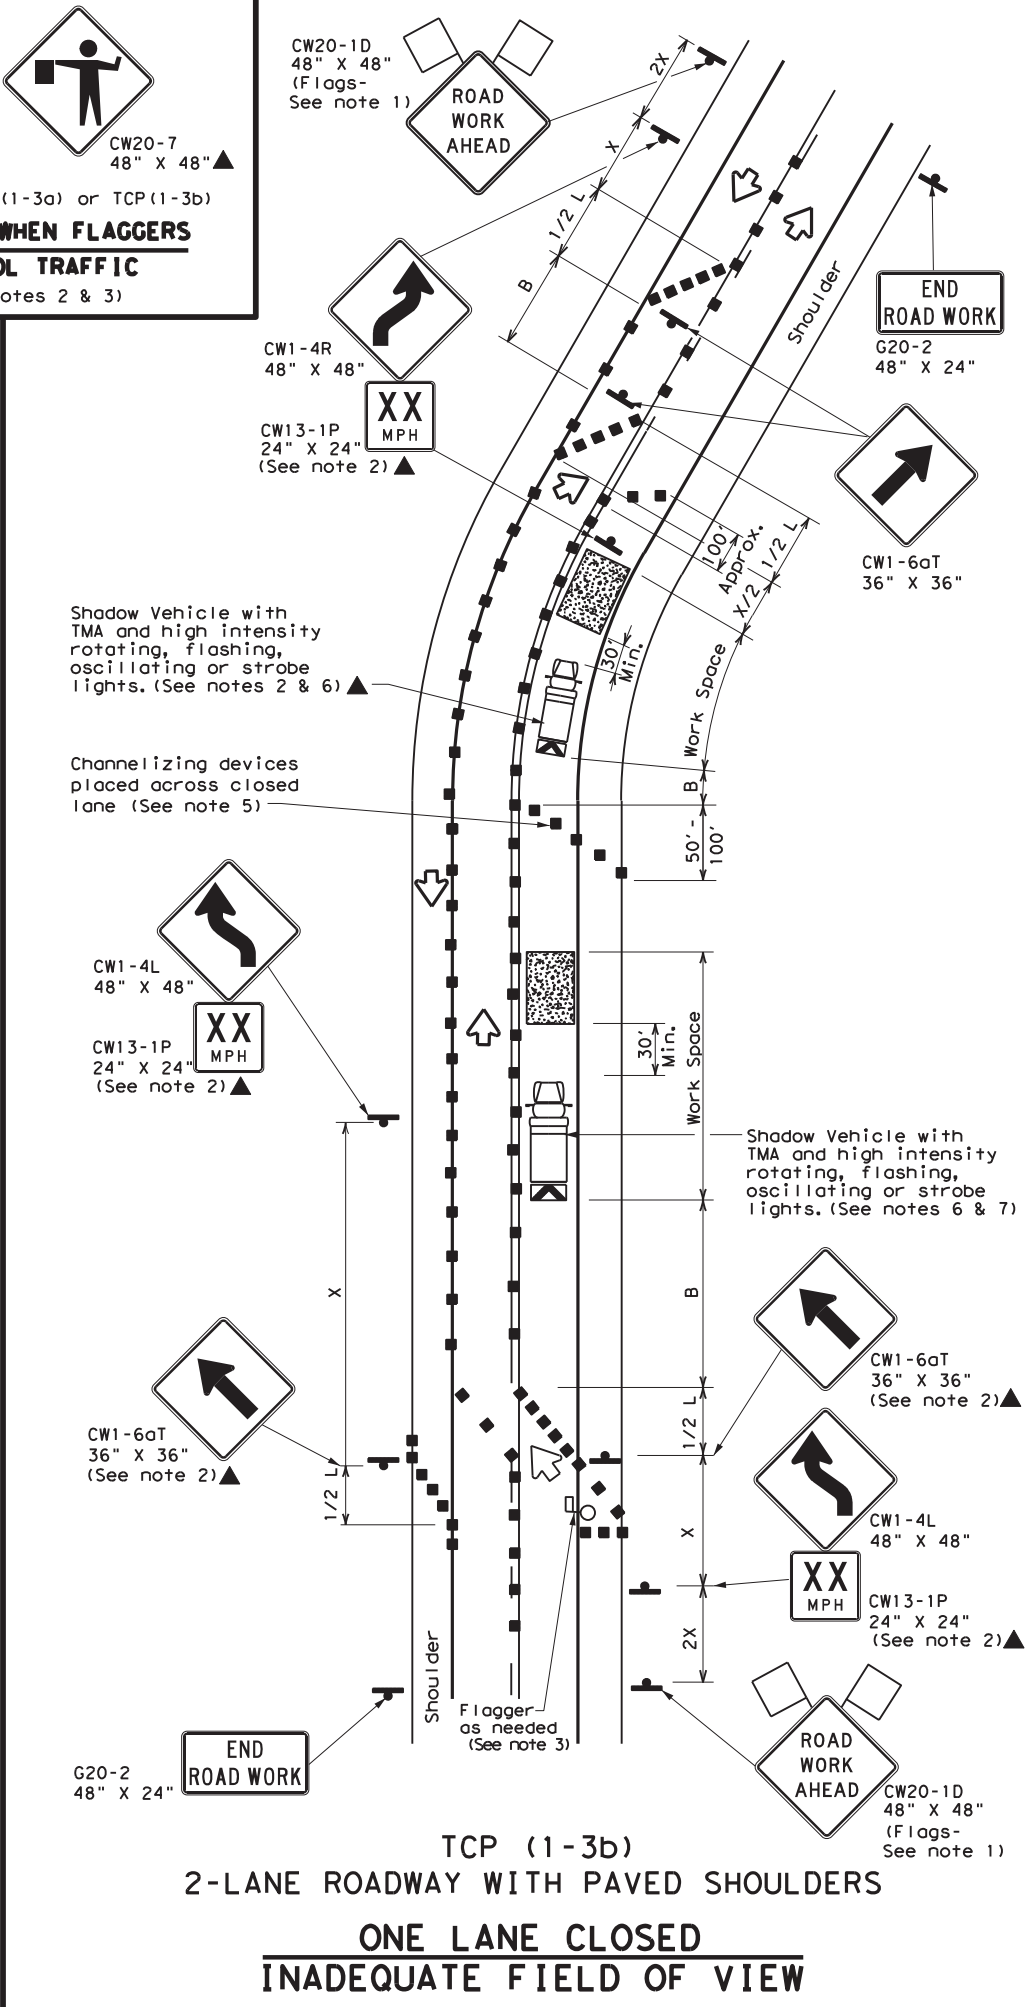 CW20-7
48" X 48"
(1-3a) or TCP(1-3b)
WHEN FLAGGERS
OL TRAFFIC
otes 2 & 3)
CW20-1D
48" X 48"
(Flags-
See note 1)
ROAD
WORK
AHEAD
2X
X
1/2 L
B
CW1-4R
48" X 48"
XX
MPH
CW13-1P
24" X 24"
(See note 2)
Shoulder
END
ROAD WORK
G20-2
48" X 24"
CW1-6aT
36" X 36"
100'
Approx.
1/2 L
X/2
30'
Min.
Work Space
B
50' -
100'
Shadow Vehicle with
TMA and high intensity
rotating, flashing,
oscillating or strobe
lights. (See notes 2 & 6)
Channelizing devices
placed across closed
lane (See note 5)
CW1-4L
48" X 48"
XX
MPH
CW13-1P
24" X 24"
(See note 2)
30'
Min.
Work Space
Shadow Vehicle with
TMA and high intensity
rotating, flashing,
oscillating or strobe
lights. (See notes 6 & 7)
X
B
CW1-6aT
36" X 36"
(See note 2)
1/2 L
CW1-6aT
36" X 36"
(See note 2)
1/2 L
X
CW1-4L
48" X 48"
XX
MPH
CW13-1P
24" X 24"
(See note 2)
2X
Shoulder
Flagger
as needed
(See note 3)
END
ROAD WORK
G20-2
48" X 24"
ROAD
WORK
AHEAD
CW20-1D
48" X 48"
(Flags-
See note 1)
TCP (1-3b)
2-LANE ROADWAY WITH PAVED SHOULDERS
ONE LANE CLOSED
INADEQUATE FIELD OF VIEW